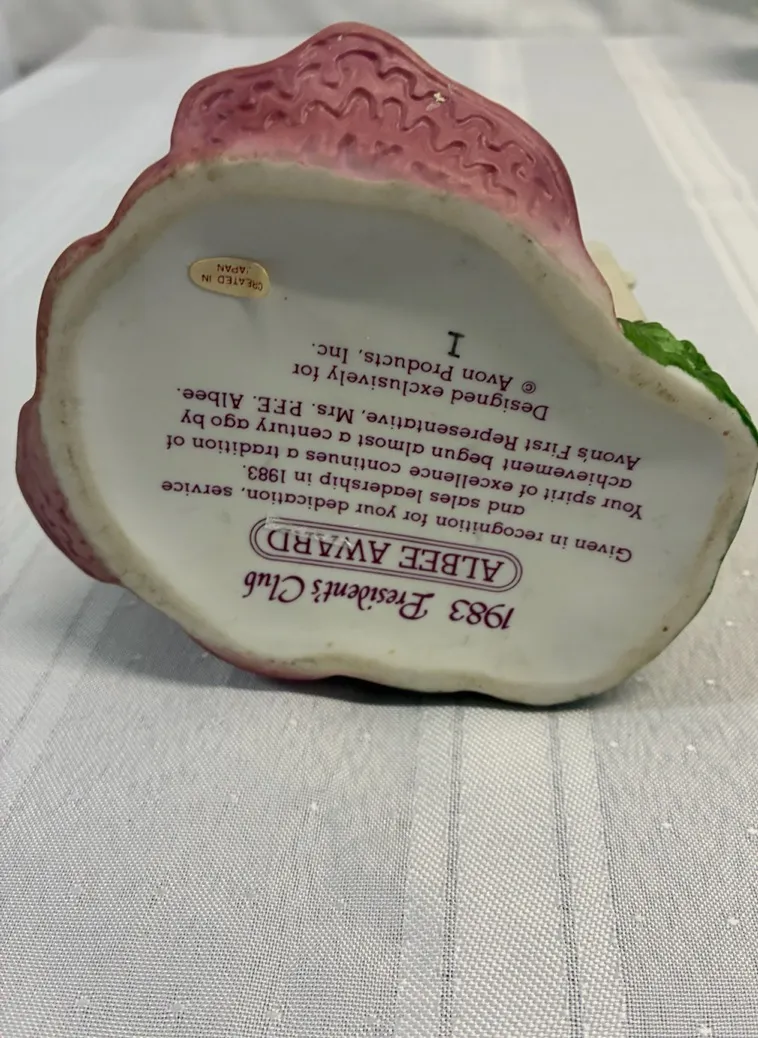 1983 President's Club
ALBEE AWARD
Given in recognition for your dedication, service
and sales leadership in 1983.
Your spirit of excellence continues a tradition of
achievement begun almost a century ago by
Avon's First Representative, Mrs. P.F.E. Albee.
Designed exclusively for
© Avon Products, Inc.
I
CREATED IN
JAPAN